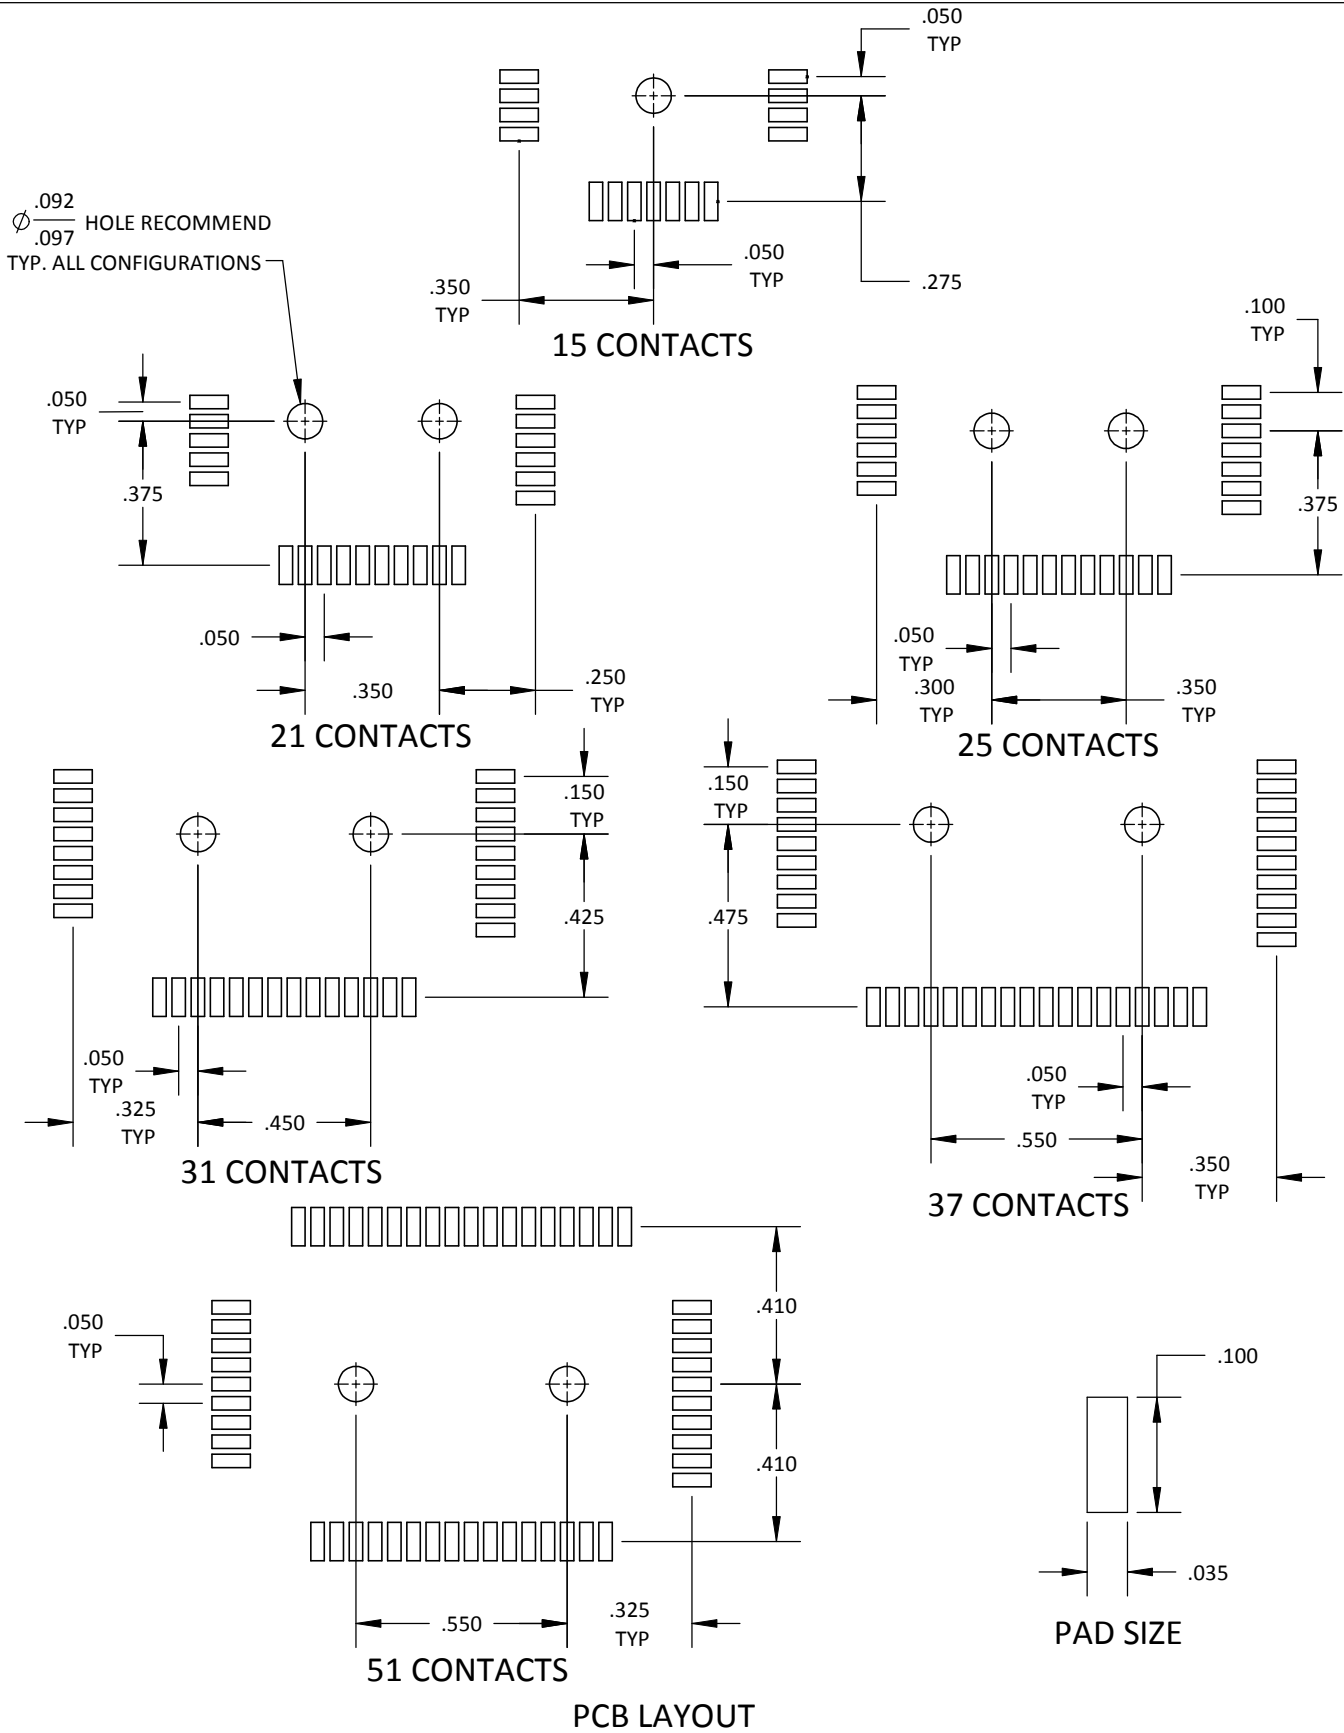 .050
TYP
.092
⌀ HOLE RECOMMEND
.097
TYP. ALL CONFIGURATIONS
.050
TYP
.275
.350
TYP
15 CONTACTS
.100
TYP
.050
TYP
.375
.375
.050
.050
TYP
.350
.250
TYP
.300
TYP
.350
TYP
21 CONTACTS
25 CONTACTS
.150
TYP
.150
TYP
.425
.475
.050
TYP
.325
TYP
.450
.050
TYP
.550
.350
TYP
31 CONTACTS
37 CONTACTS
.410
.050
TYP
.100
.410
.035
.550
.325
TYP
PAD SIZE
51 CONTACTS
PCB LAYOUT